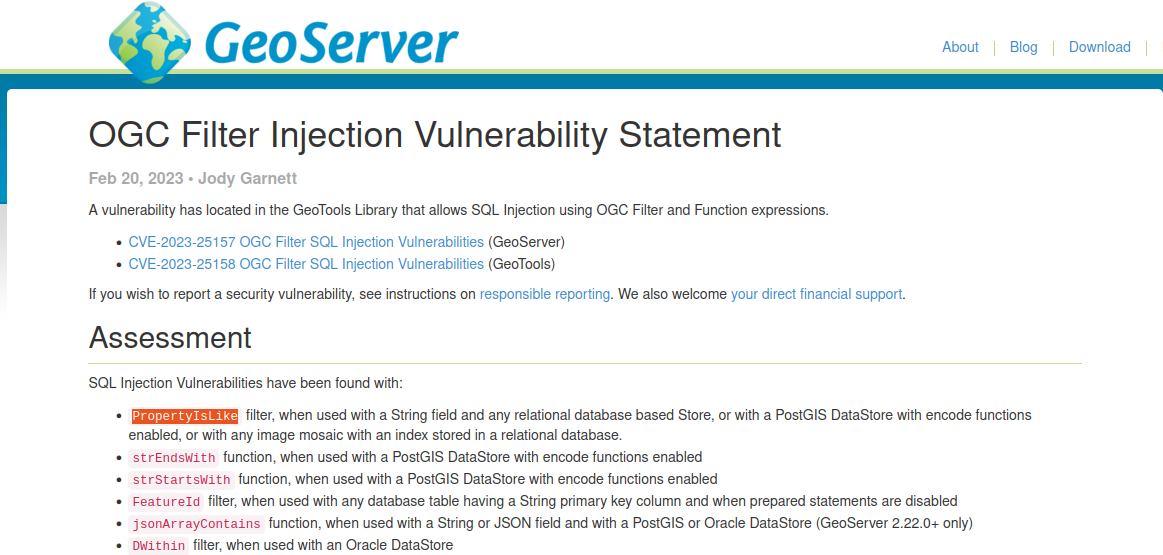 GeoServer
About
Blog
Download
OGC Filter Injection Vulnerability Statement
Feb 20, 2023 • Jody Garnett
A vulnerability has located in the GeoTools Library that allows SQL Injection using OGC Filter and Function expressions.
• CVE-2023-25157 OGC Filter SQL Injection Vulnerabilities (GeoServer)
• CVE-2023-25158 OGC Filter SQL Injection Vulnerabilities (GeoTools)
If you wish to report a security vulnerability, see instructions on responsible reporting. We also welcome your direct financial support.
Assessment
SQL Injection Vulnerabilities have been found with:
• PropertyIsLike filter, when used with a String field and any relational database based Store, or with a PostGIS DataStore with encode functions
enabled, or with any image mosaic with an index stored in a relational database.
• strEndsWith function, when used with a PostGIS DataStore with encode functions enabled
• strStartsWith function, when used with a PostGIS DataStore with encode functions enabled
• FeatureId filter, when used with any database table having a String primary key column and when prepared statements are disabled
• jsonArrayContains function, when used with a String or JSON field and with a PostGIS or Oracle DataStore (GeoServer 2.22.0+ only)
• DWithin filter, when used with an Oracle DataStore